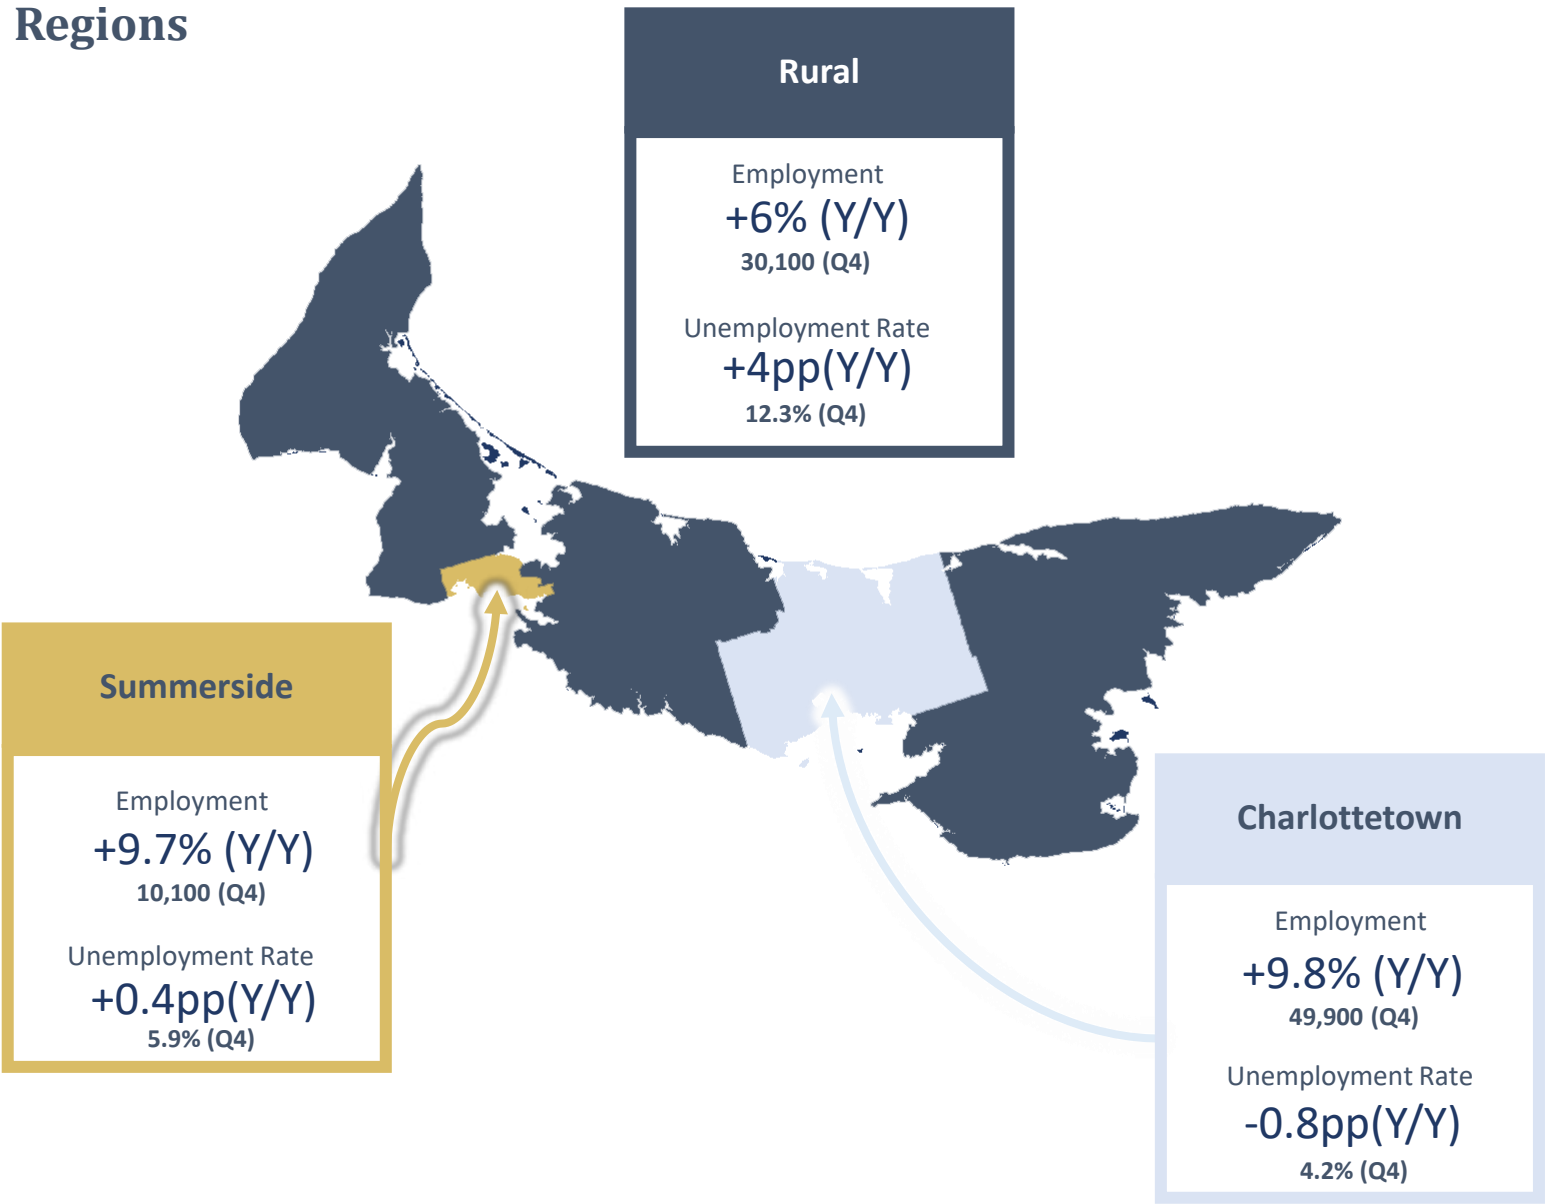 Regions
Rural
Employment
+6% (Y/Y)
30,100 (Q4)
Unemployment Rate
+4pp(Y/Y)
12.3% (Q4)
Summerside
Employment
+9.7% (Y/Y)
10,100 (Q4)
Unemployment Rate
+0.4pp(Y/Y)
5.9% (Q4)
Charlottetown
Employment
+9.8% (Y/Y)
49,900 (Q4)
Unemployment Rate
-0.8pp(Y/Y)
4.2% (Q4)